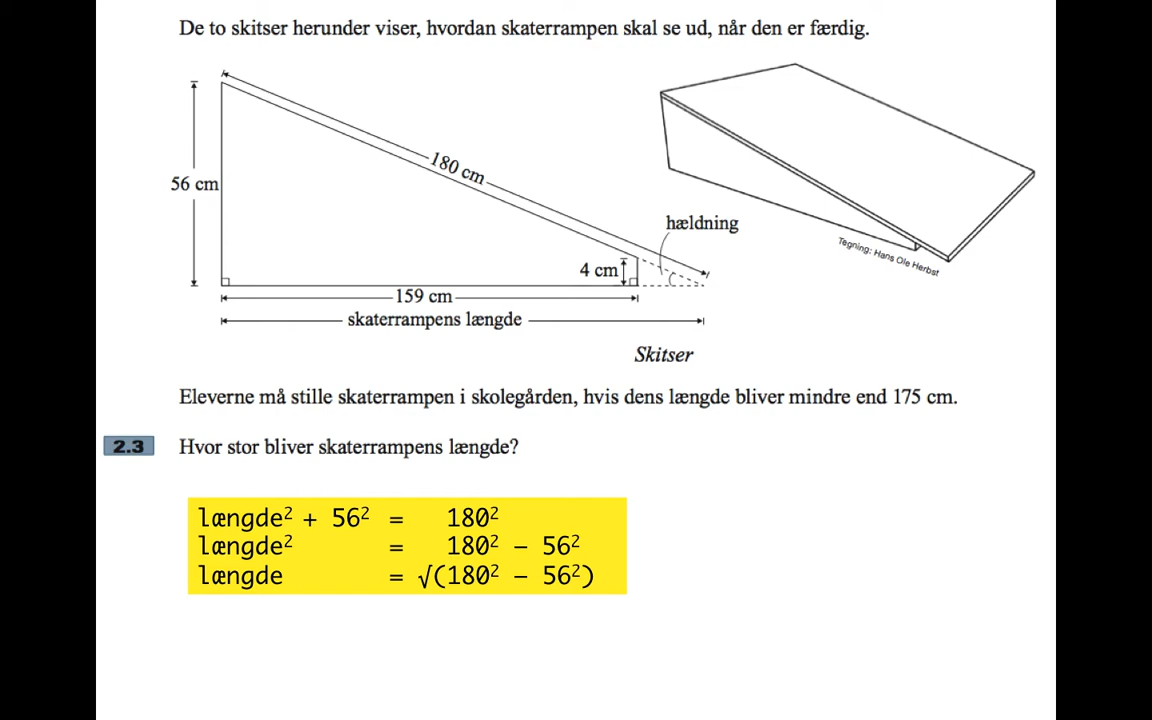 De to skitser herunder viser, hvordan skaterrampen skal se ud, når den er færdig.
180 cm
56 cm
hældning
Tegning: Hans Ole Herbst
4 cm
159 cm
skaterrampens længde
Skitser
Eleverne må stille skaterrampen i skolegården, hvis dens længde bliver mindre end 175 cm.
2.3 Hvor stor bliver skaterrampens længde?
længde² + 56² = 180²
længde² = 180² – 56²
længde = √(180² – 56²)